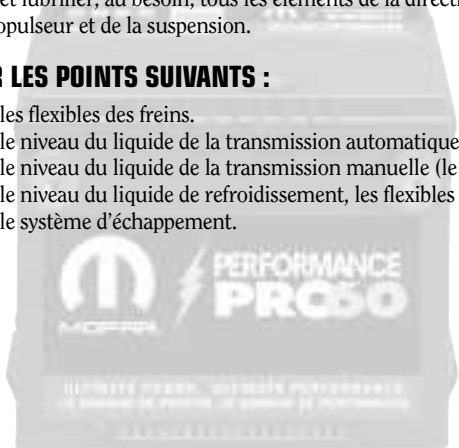 et lubrifier, au besoin, tous les éléments de la direct
opulseur et de la suspension.
R LES POINTS SUIVANTS :
les flexibles des freins.
le niveau du liquide de la transmission automatique
le niveau du liquide de la transmission manuelle (le
le niveau du liquide de refroidissement, les flexibles
le système d'échappement.
PERFORMANCE
PRO60
MOPAR